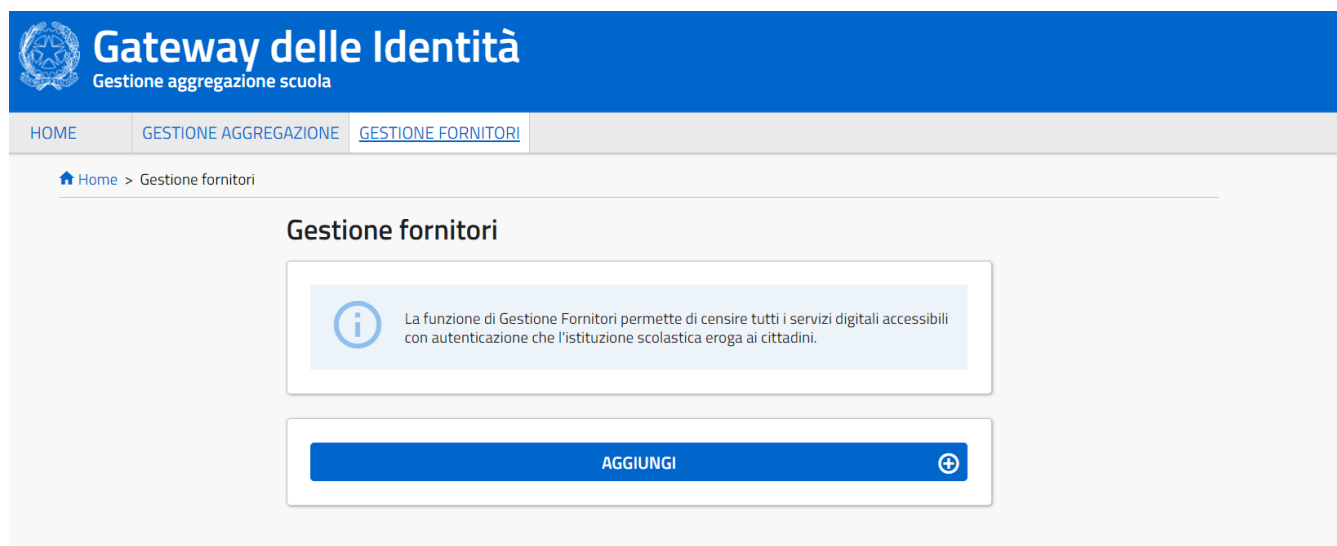 Gateway delle Identità
Gestione aggregazione scuola
HOME GESTIONE AGGREGAZIONE GESTIONE FORNITORI
Home > Gestione fornitori
Gestione fornitori
La funzione di Gestione Fornitori permette di censire tutti i servizi digitali accessibili
con autenticazione che l'istituzione scolastica eroga ai cittadini.
AGGIUNGI